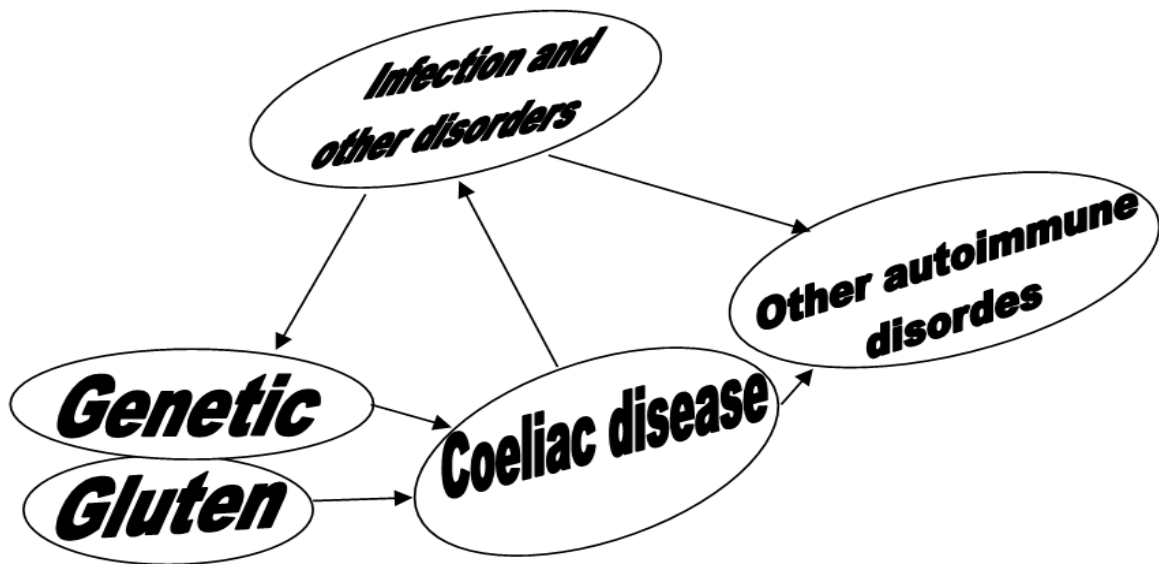 Infection and
other disorders
Other autoimmune
disordes
Genetic
Coeliac disease
Gluten